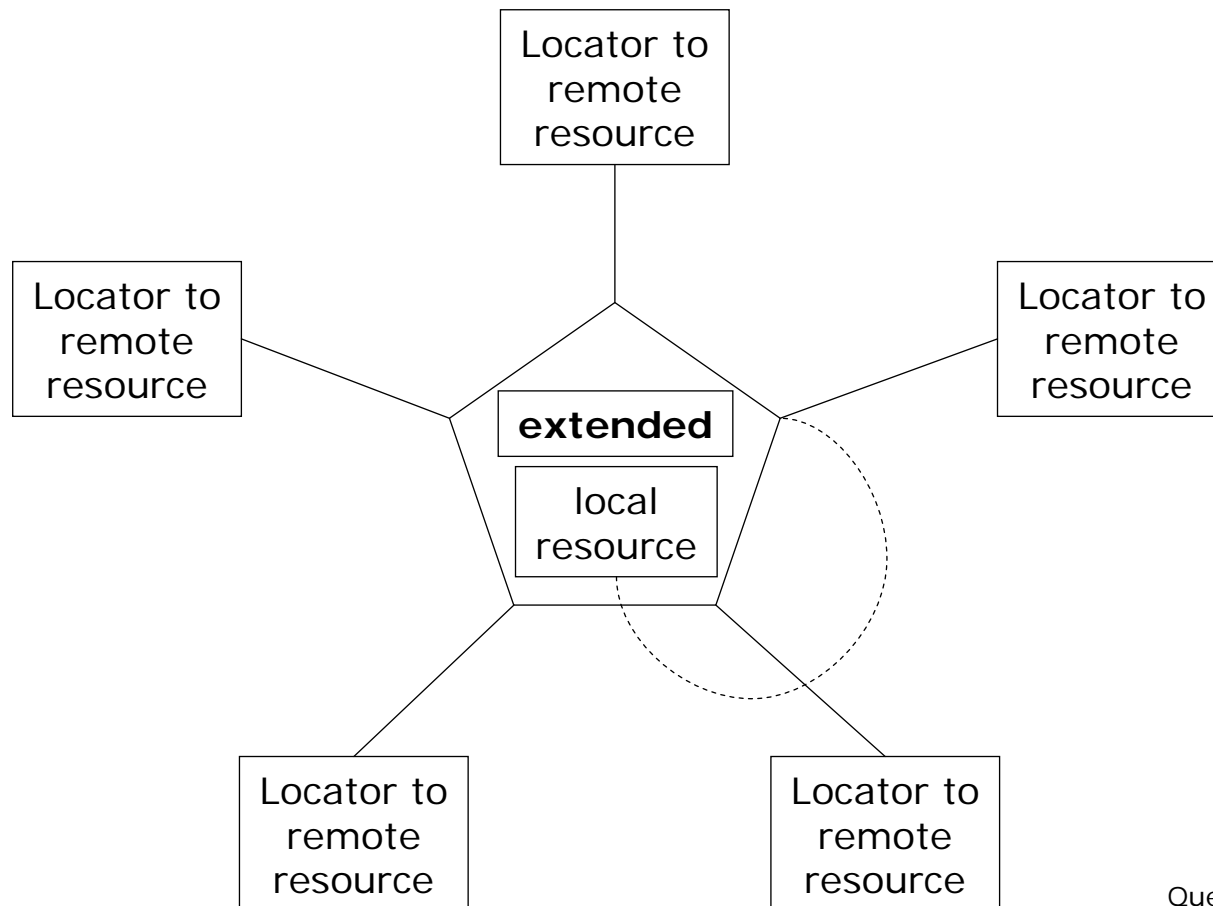 Locator to
remote
resource
Locator to
remote
resource
Locator to
remote
resource
extended
local
resource
Locator to
remote
resource
Locator to
remote
resource
Que